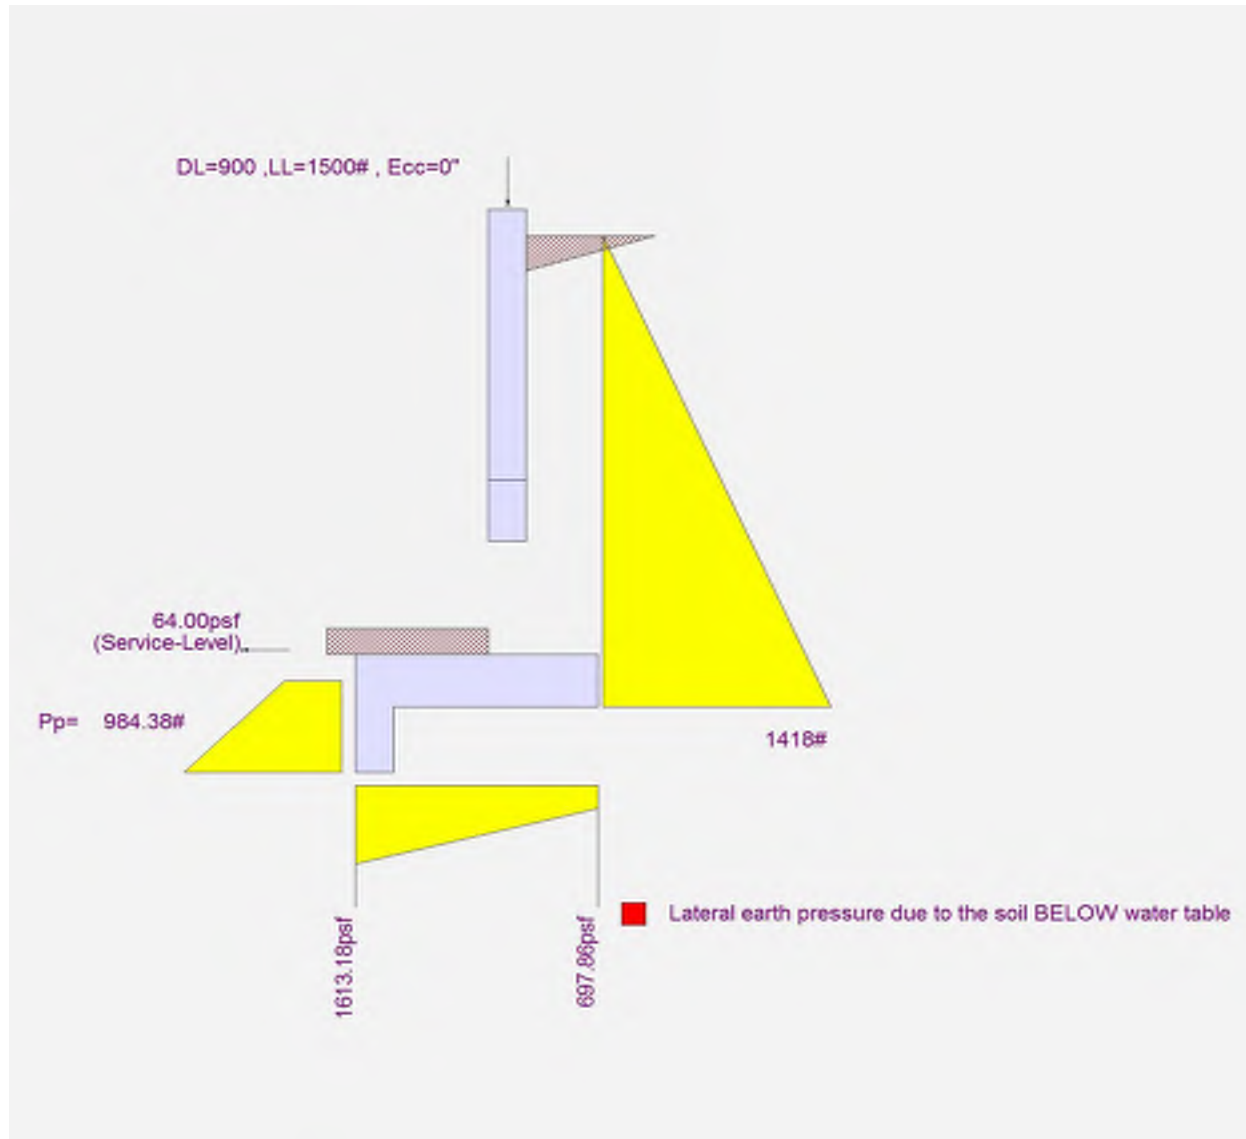 DL=900 ,LL=1500# , Ecc=0"
64.00psf
(Service-Level)
Pp= 984.38#
1418#
Lateral earth pressure due to the soil BELOW water table
1613.18psf
697.86psf